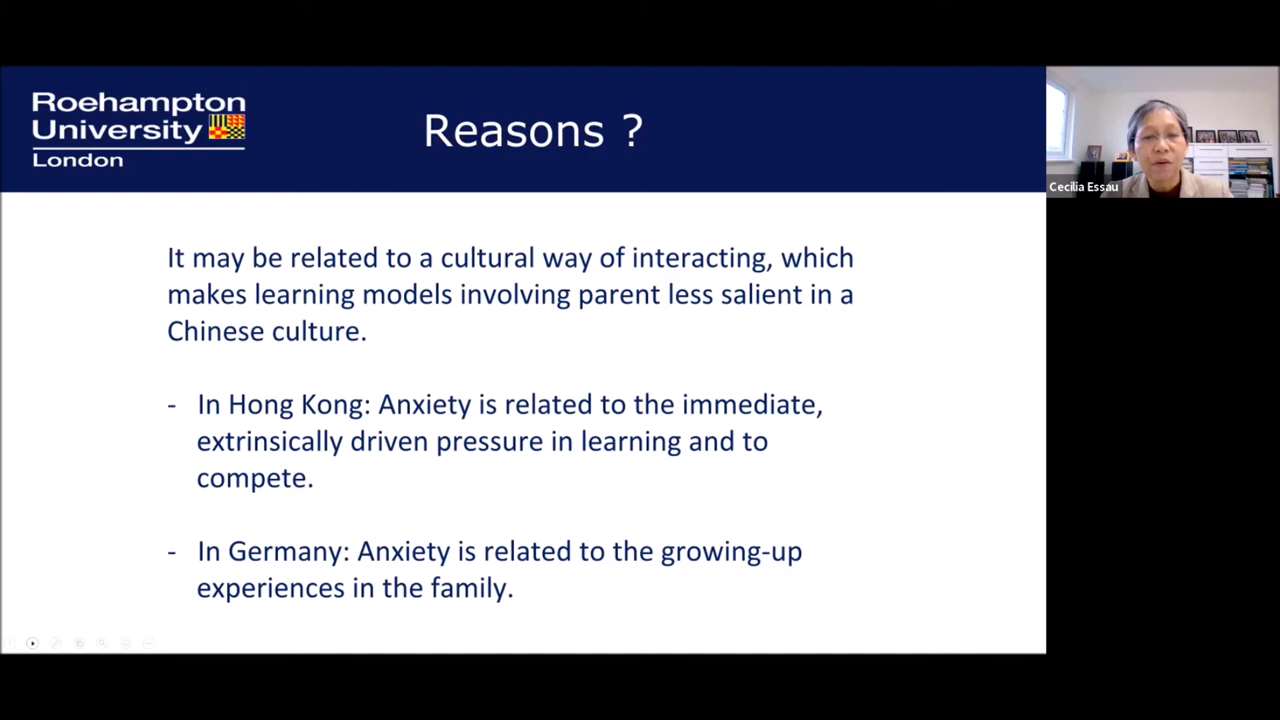 Roehampton
University
London
Reasons ?
Cecilia Essau
It may be related to a cultural way of interacting, which
makes learning models involving parent less salient in a
Chinese culture.
- In Hong Kong: Anxiety is related to the immediate,
extrinsically driven pressure in learning and to
compete.
- In Germany: Anxiety is related to the growing-up
experiences in the family.